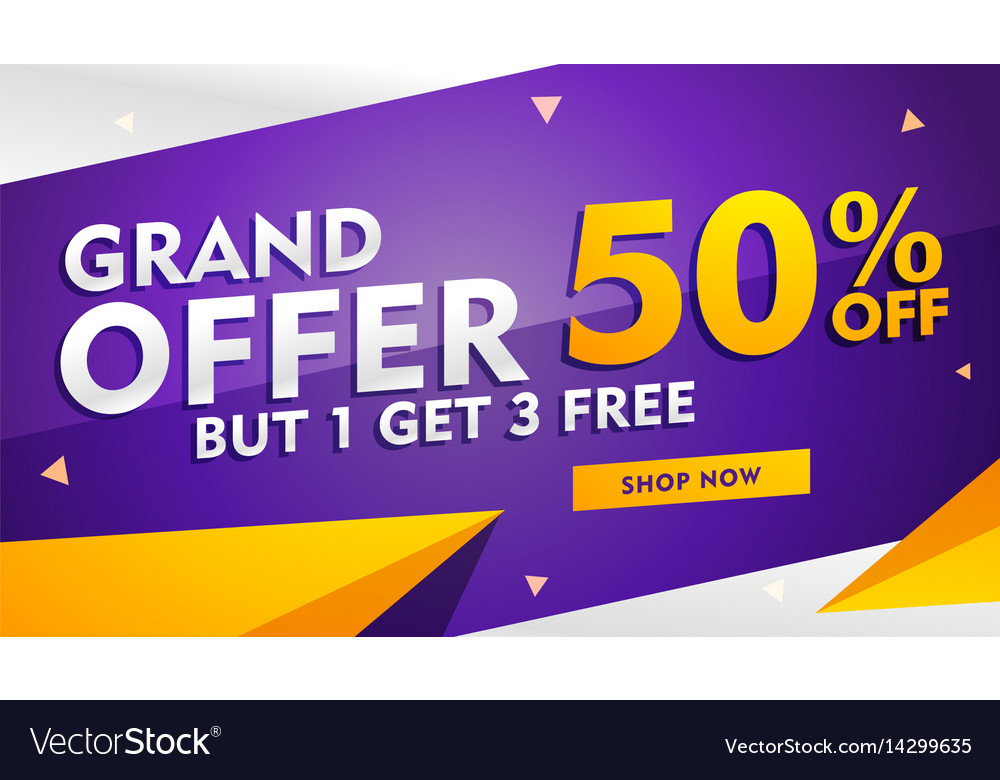 GRAND
OFFER
BUT 1 GET 3 FREE
50%
OFF
SHOP NOW
VectorStock®
VectorStock.com/14299635